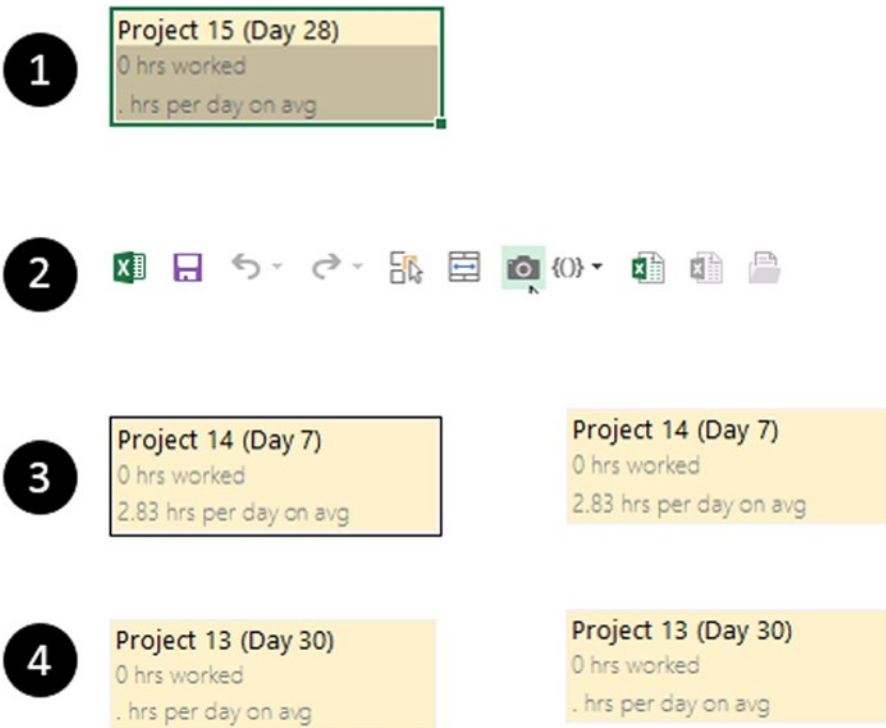 1
Project 15 (Day 28)
0 hrs worked
. hrs per day on avg
2
{()}
3
Project 14 (Day 7)
0 hrs worked
2.83 hrs per day on avg
Project 14 (Day 7)
0 hrs worked
2.83 hrs per day on avg
4
Project 13 (Day 30)
0 hrs worked
. hrs per day on avg
Project 13 (Day 30)
0 hrs worked
. hrs per day on avg